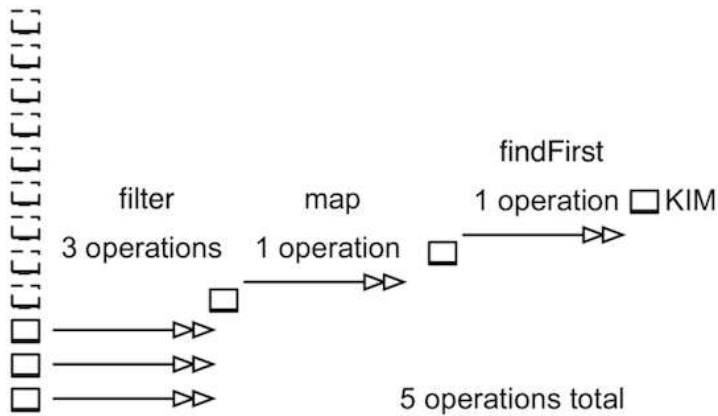 findFirst
filter
map
1 operation
KIM
3 operations
1 operation
5 operations total